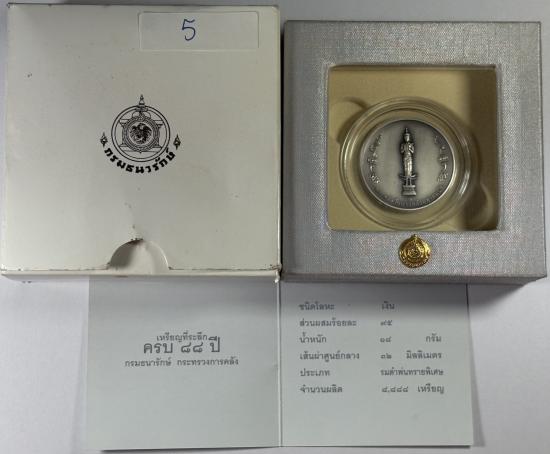 5
กรมธนารักษ์
เหรียญที่ระลึก
ครบ ๘๘ ปี
กรมธนารักษ์ กระทรวงการคลัง
ชนิดโลหะ เงิน
ส่วนผสมร้อยละ ๙๕
น้ำหนัก ๑๘ กรัม
เส้นผ่าศูนย์กลาง ๓๒ มิลลิเมตร
ประเภท รมดำพ่นทรายพิเศษ
จำนวนผลิต ๘,๘๘๘ เหรียญ